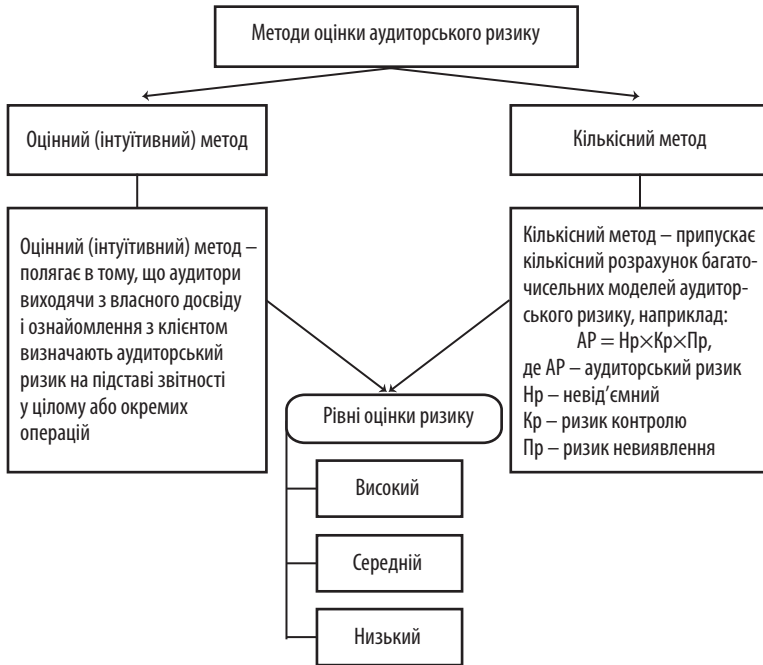 Методи оцінки аудиторського ризику
Оцінний (інтуїтивний) метод
Кількісний метод
Оцінний (інтуїтивний) метод –
полягає в тому, що аудитори
виходячи з власного досвіду
і ознайомлення з клієнтом
визначають аудиторський
ризик на підставі звітності
у цілому або окремих
операцій
Кількісний метод – припускає
кількісний розрахунок багато-
чисельних моделей аудитор-
ського ризику, наприклад:
АР = Нр×Кр×Пр,
де АР – аудиторський ризик
Нр – невід’ємний
Кр – ризик контролю
Пр – ризик невиявлення
Рівні оцінки ризику
Високий
Середній
Низький